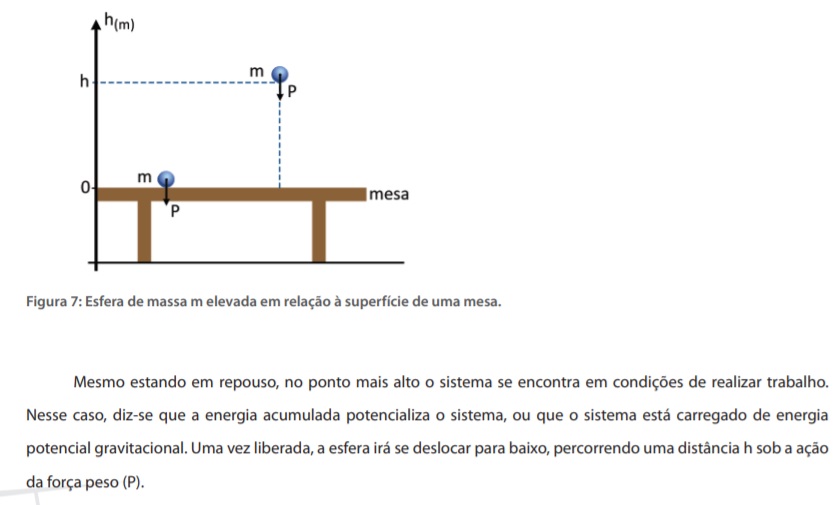 h(m)
m
h
P
m
0
mesa
P
Figura 7: Esfera de massa m elevada em relação à superfície de uma mesa.
Mesmo estando em repouso, no ponto mais alto o sistema se encontra em condições de realizar trabalho.
Nesse caso, diz-se que a energia acumulada potencializa o sistema, ou que o sistema está carregado de energia
potencial gravitacional. Uma vez liberada, a esfera irá se deslocar para baixo, percorrendo uma distância h sob a ação
da força peso (P).